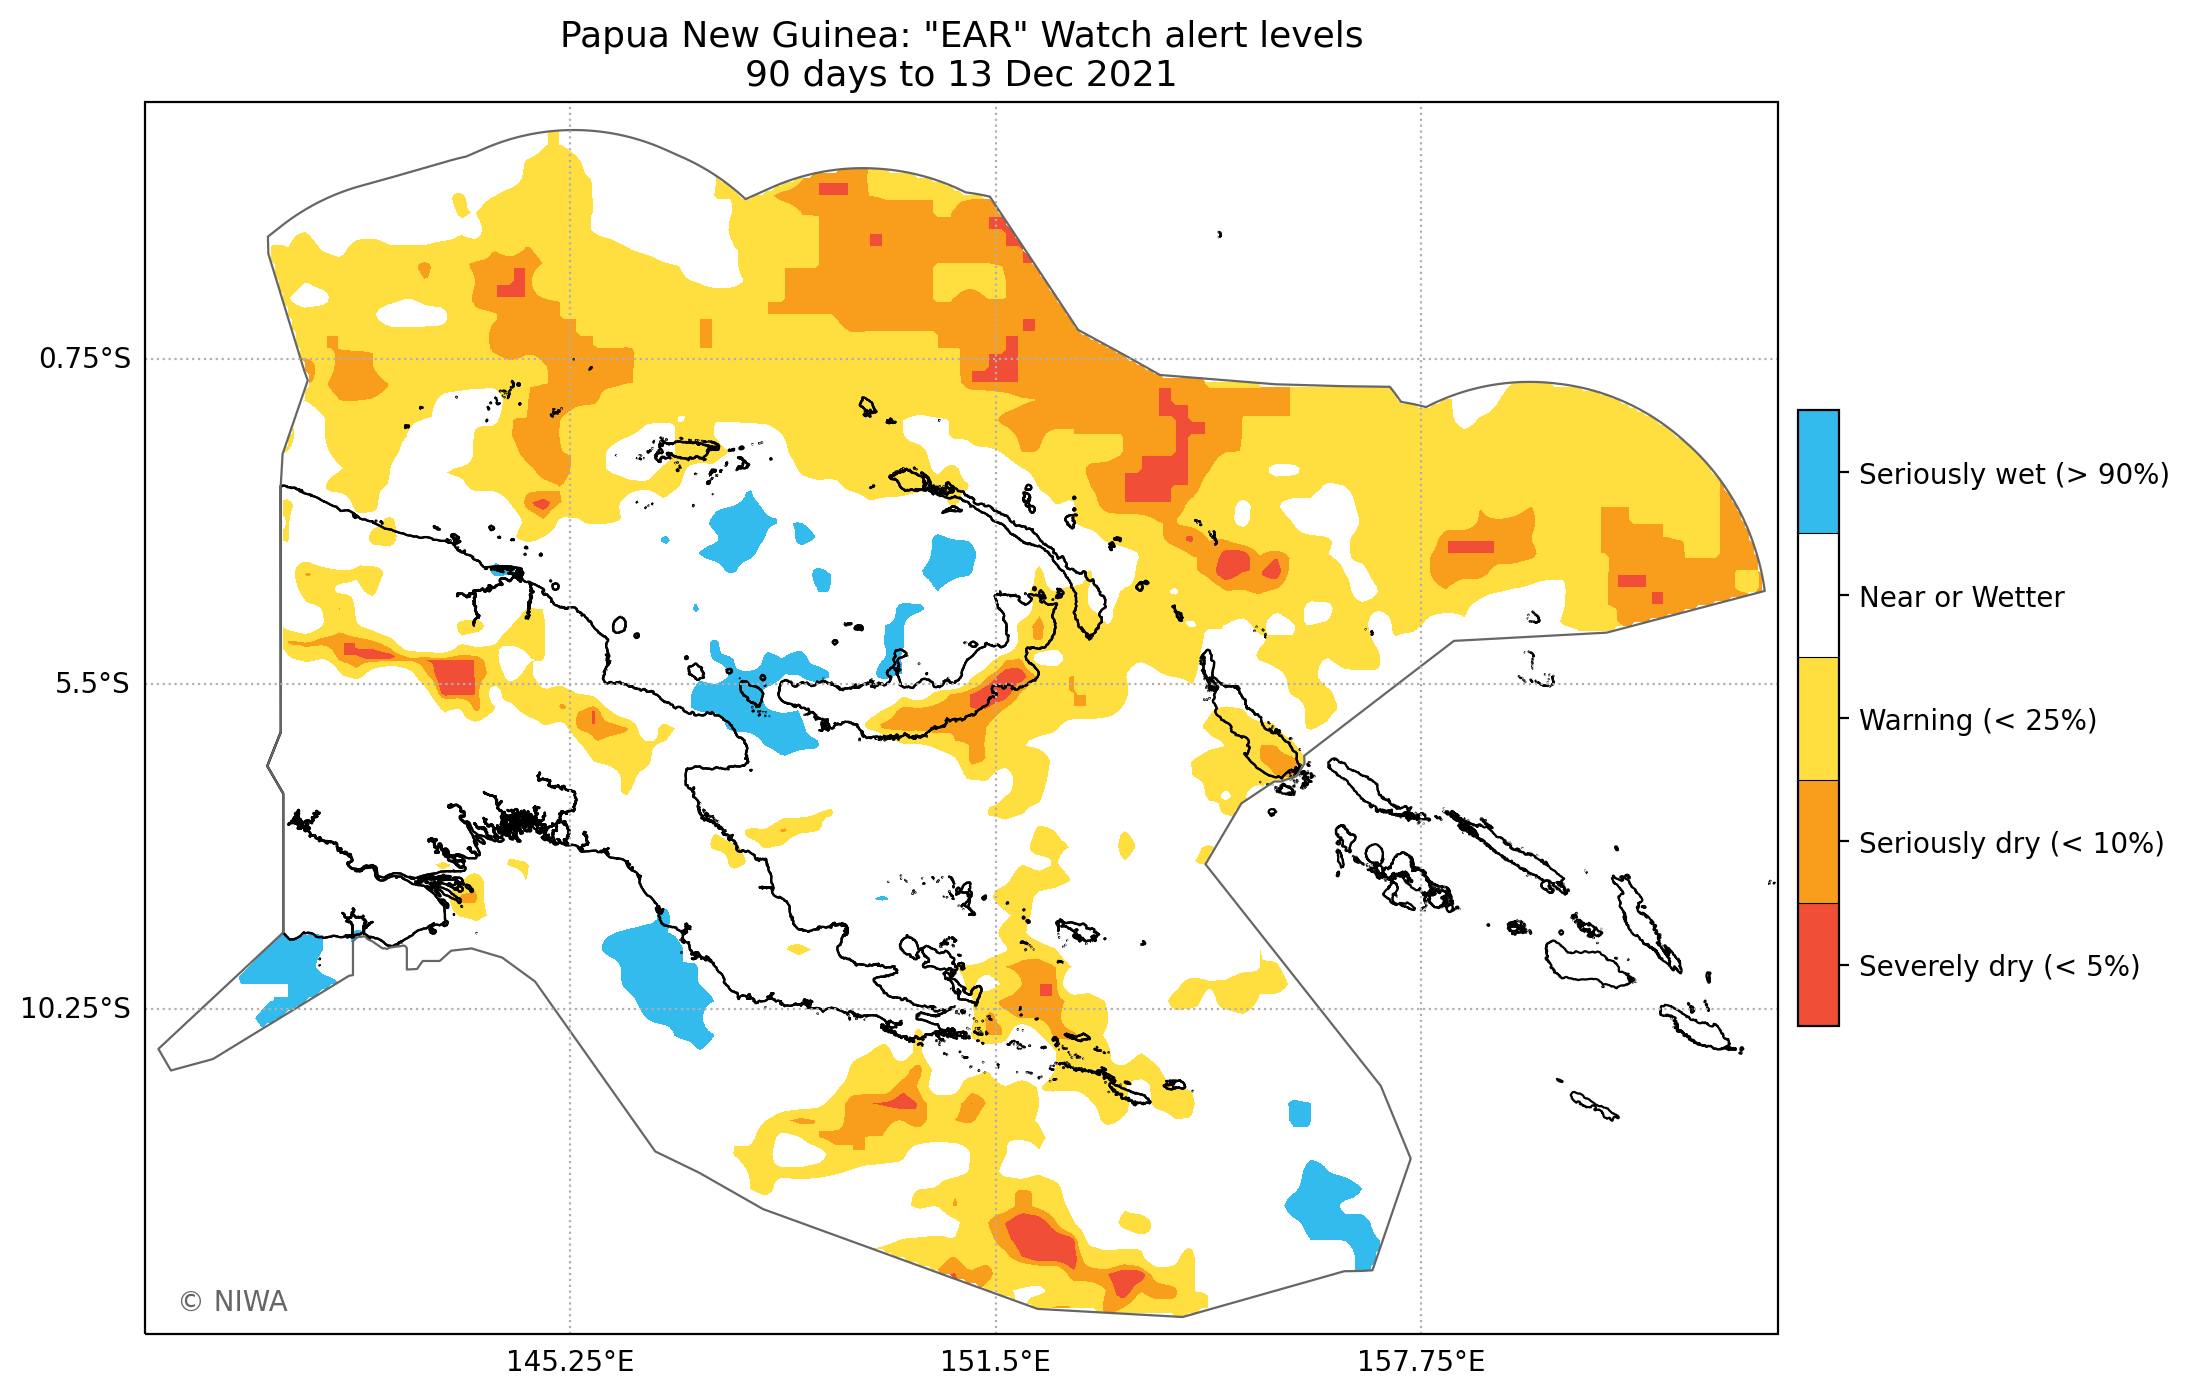 Papua New Guinea: "EAR" Watch alert levels
90 days to 13 Dec 2021
0.75°S
5.5°S
10.25°S
145.25°E
151.5°E
157.75°E
Seriously wet (> 90%)
Near or Wetter
Warning (< 25%)
Seriously dry (< 10%)
Severely dry (< 5%)
© NIWA